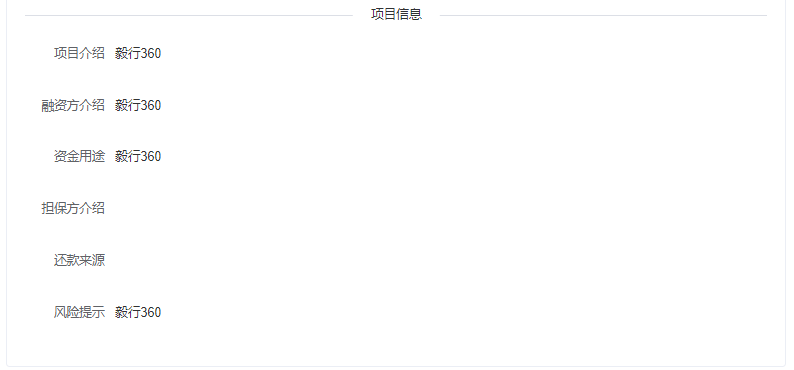 项目信息
项目介绍 毅行360
融资方介绍 毅行360
资金用途 毅行360
担保方介绍
还款来源
风险提示 毅行360